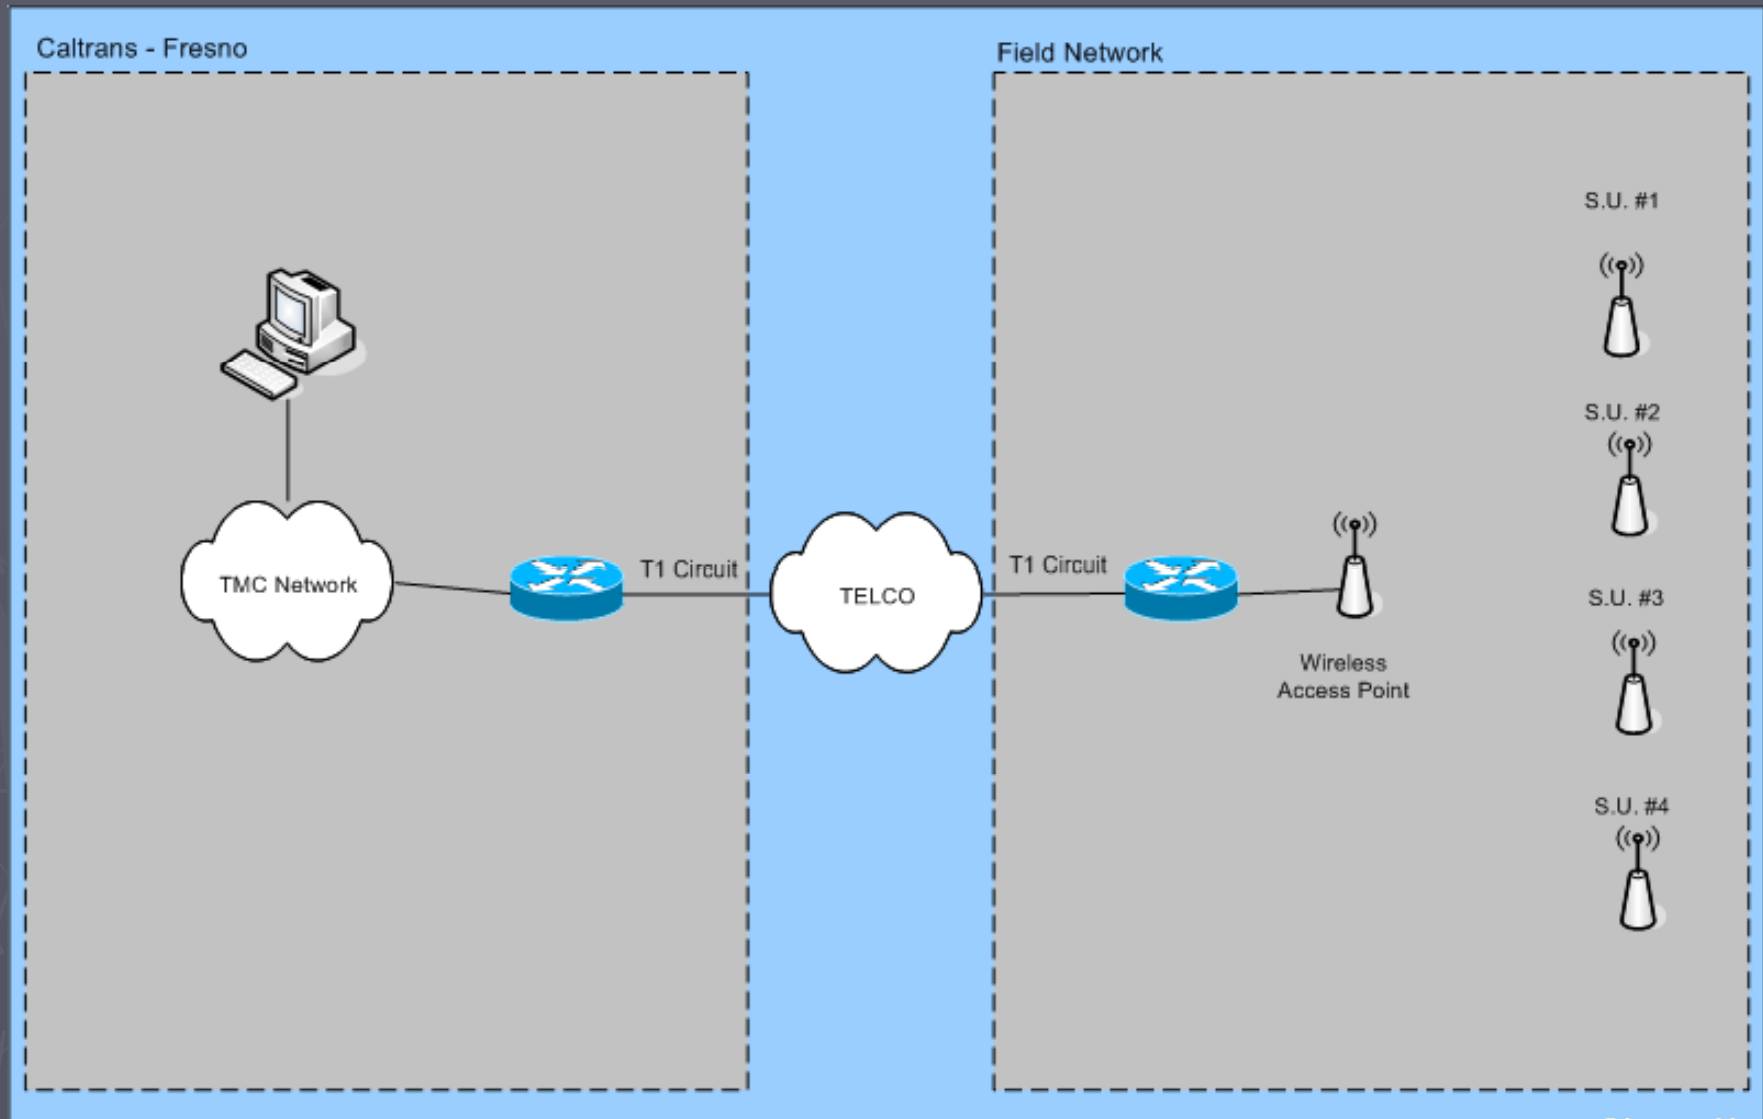 Caltrans - Fresno
Field Network
S.U. #1
S.U. #2
T1 Circuit
T1 Circuit
TMC Network
TELCO
S.U. #3
Wireless
Access Point
S.U. #4